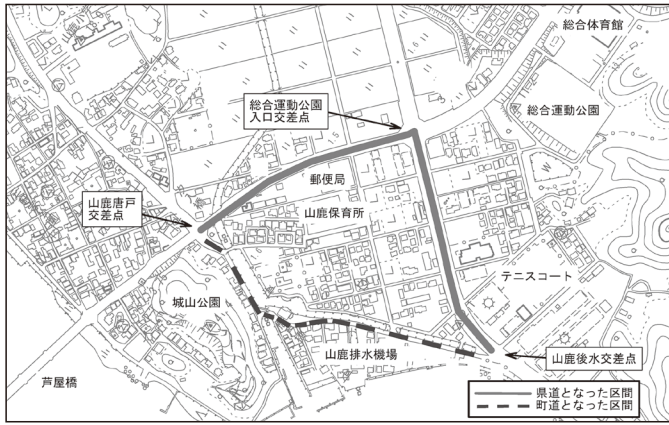 総合体育館
総合運動公園
入口交差点
総合運動公園
郵便局
山鹿唐戸
交差点
山鹿保育所
テニスコート
城山公園
山鹿排水機場
山鹿後水交差点
芦屋橋
県道となった区間
町道となった区間